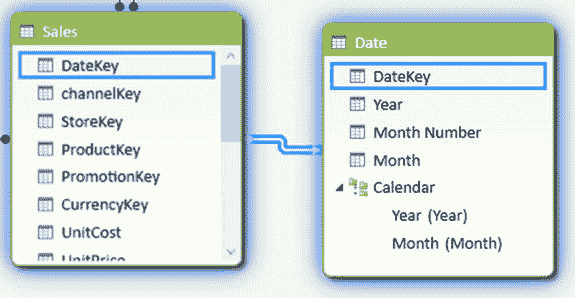 Sales
DateKey
channelKey
StoreKey
ProductKey
PromotionKey
CurrencyKey
UnitCost
UnitPrice
Date
DateKey
Year
Month Number
Month
Calendar
Year (Year)
Month (Month)